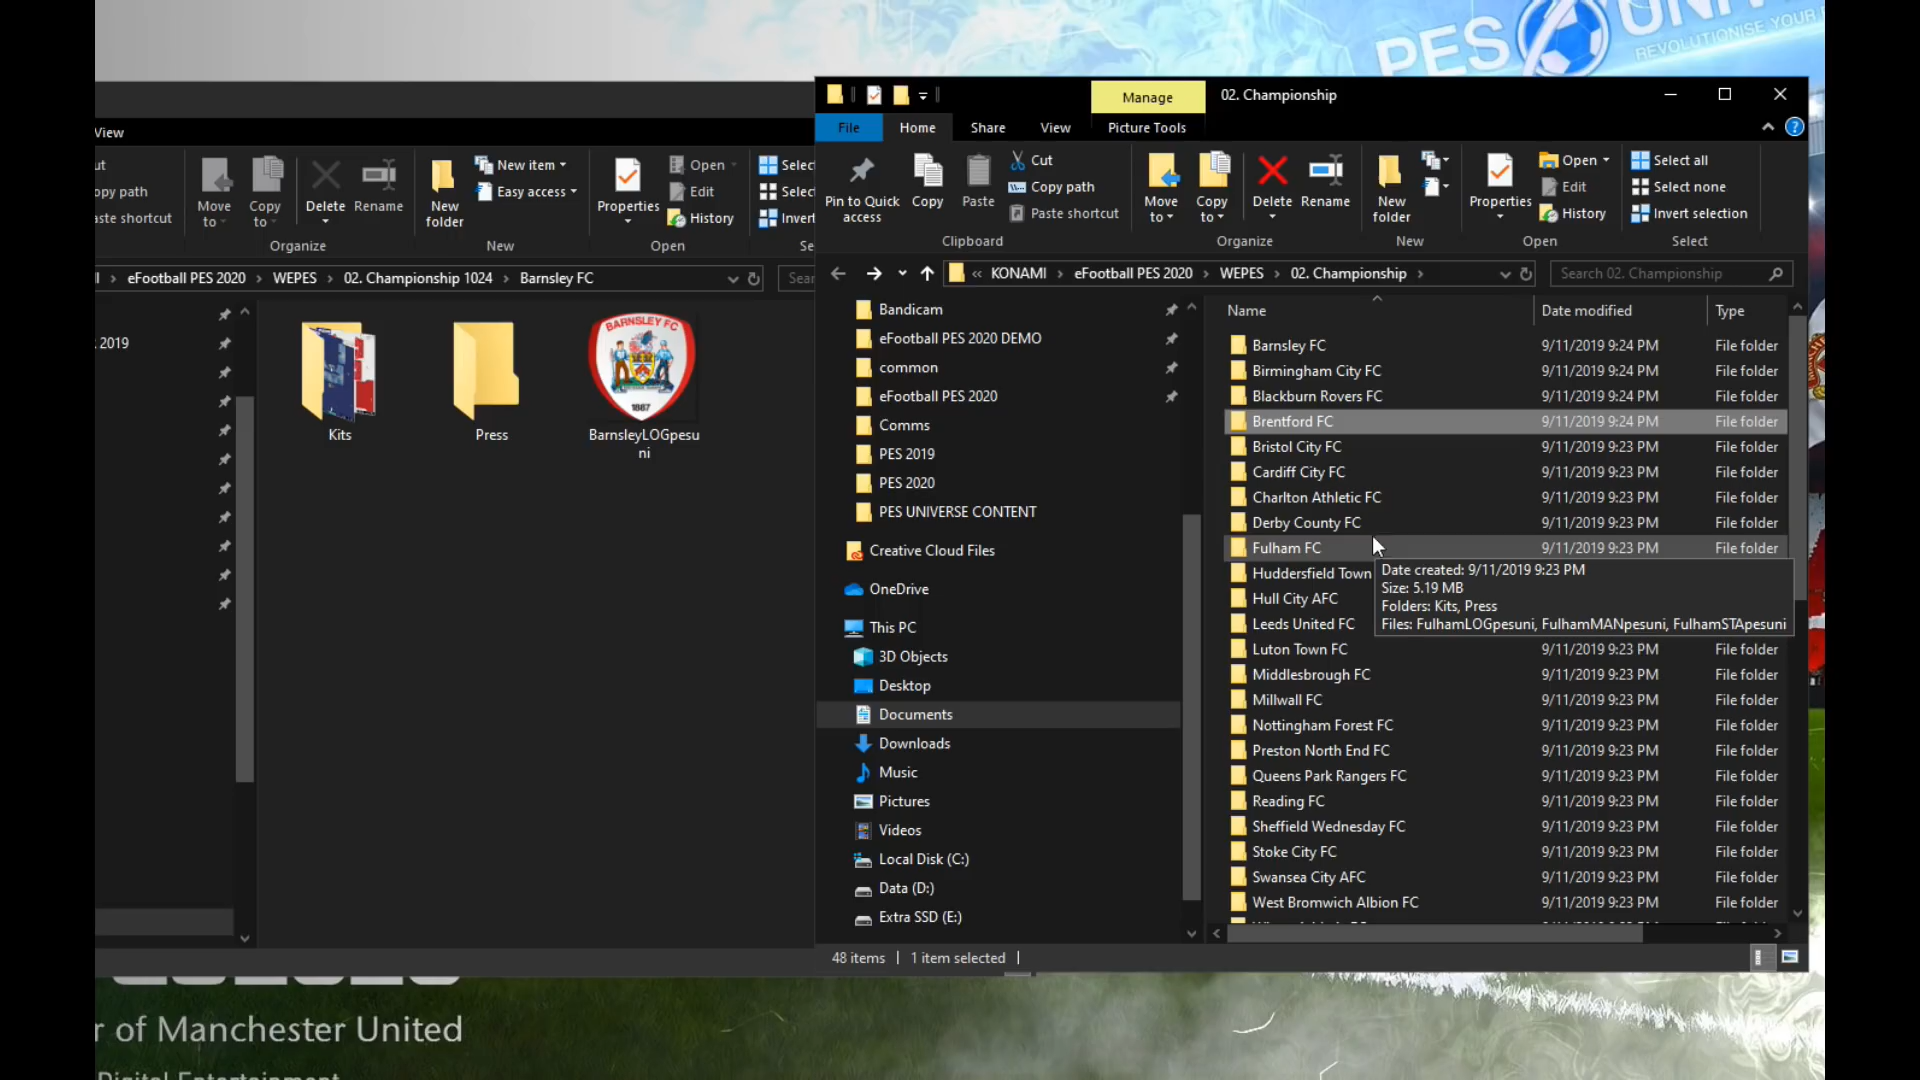 PES UNIV
REVOLUTIONISE YOUR
View
ut
opy path
aste shortcut
Move
to
Copy
to
Delete
Rename
Organize
New
folder
New item
Easy access
New
Properties
Open
Edit
History
Open
Selec
Selec
Invert
Se
eFootball PES 2020
WEPES
02. Championship 1024
Barnsley FC
Sear
2019
BARNSLEY FC
1887
Kits
Press
BarnsleyLOGpesu
ni
Manage
02. Championship
File
Home
Share
View
Picture Tools
Pin to Quick
access
Copy
Paste
Cut
Copy path
Paste shortcut
Clipboard
Move
to
Copy
to
Delete
Rename
Organize
New
folder
New
Properties
Open
Edit
History
Open
Select all
Select none
Invert selection
Select
« KONAMI
eFootball PES 2020
WEPES
02. Championship
Search 02. Championship
Bandicam
eFootball PES 2020 DEMO
common
eFootball PES 2020
Comms
PES 2019
PES 2020
PES UNIVERSE CONTENT
Creative Cloud Files
OneDrive
This PC
3D Objects
Desktop
Documents
Downloads
Music
Pictures
Videos
Local Disk (C:)
Data (D:)
Extra SSD (E:)
Name Date modified Type
Barnsley FC 9/11/2019 9:24 PM File folder
Birmingham City FC 9/11/2019 9:24 PM File folder
Blackburn Rovers FC 9/11/2019 9:24 PM File folder
Brentford FC 9/11/2019 9:24 PM File folder
Bristol City FC 9/11/2019 9:23 PM File folder
Cardiff City FC 9/11/2019 9:23 PM File folder
Charlton Athletic FC 9/11/2019 9:23 PM File folder
Derby County FC 9/11/2019 9:23 PM File folder
Fulham FC 9/11/2019 9:23 PM File folder
Huddersfield Town
Hull City AFC
Leeds United FC
Date created: 9/11/2019 9:23 PM
Size: 5.19 MB
Folders: Kits, Press
Files: FulhamLOGpesuni, FulhamMANpesuni, FulhamSTApesuni
Luton Town FC 9/11/2019 9:23 PM File folder
Middlesbrough FC 9/11/2019 9:23 PM File folder
Millwall FC 9/11/2019 9:23 PM File folder
Nottingham Forest FC 9/11/2019 9:23 PM File folder
Preston North End FC 9/11/2019 9:23 PM File folder
Queens Park Rangers FC 9/11/2019 9:23 PM File folder
Reading FC 9/11/2019 9:23 PM File folder
Sheffield Wednesday FC 9/11/2019 9:23 PM File folder
Stoke City FC 9/11/2019 9:23 PM File folder
Swansea City AFC 9/11/2019 9:23 PM File folder
West Bromwich Albion FC 9/11/2019 9:23 PM File folder
48 items
1 item selected
r of Manchester United
Digital Entertainment